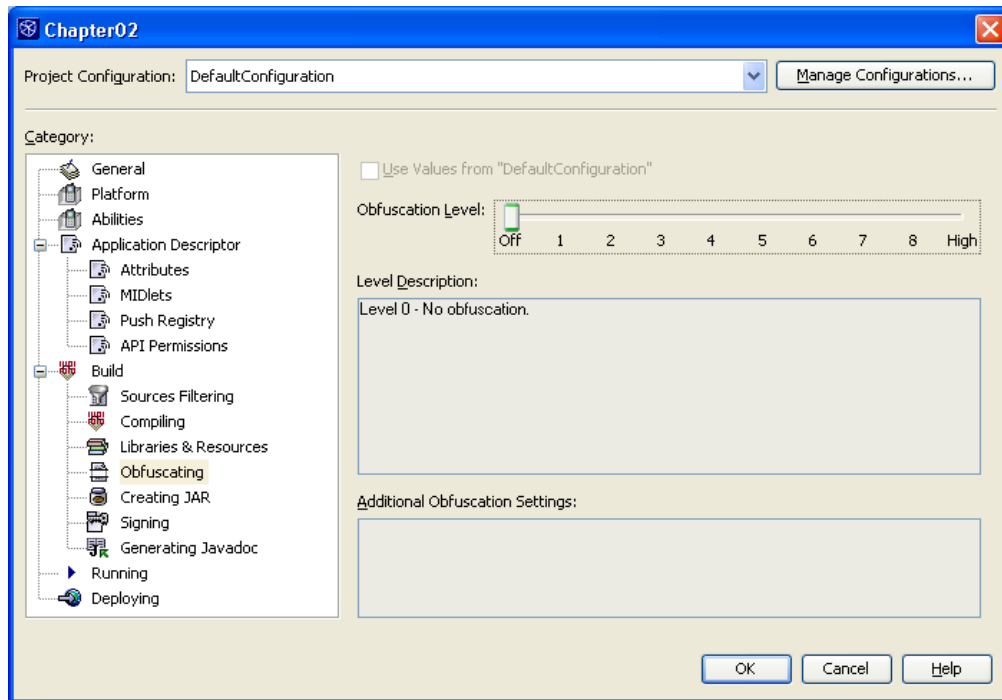 Chapter02
Project Configuration: DefaultConfiguration Manage Configurations...
Category:
General
Platform
Abilities
Application Descriptor
Attributes
MIDlets
Push Registry
API Permissions
Build
Sources Filtering
Compiling
Libraries & Resources
Obfuscating
Creating JAR
Signing
Generating Javadoc
Running
Deploying
Use Values from "DefaultConfiguration"
Obfuscation Level:
Off 1 2 3 4 5 6 7 8 High
Level Description:
Level 0 - No obfuscation.
Additional Obfuscation Settings:
OK Cancel Help